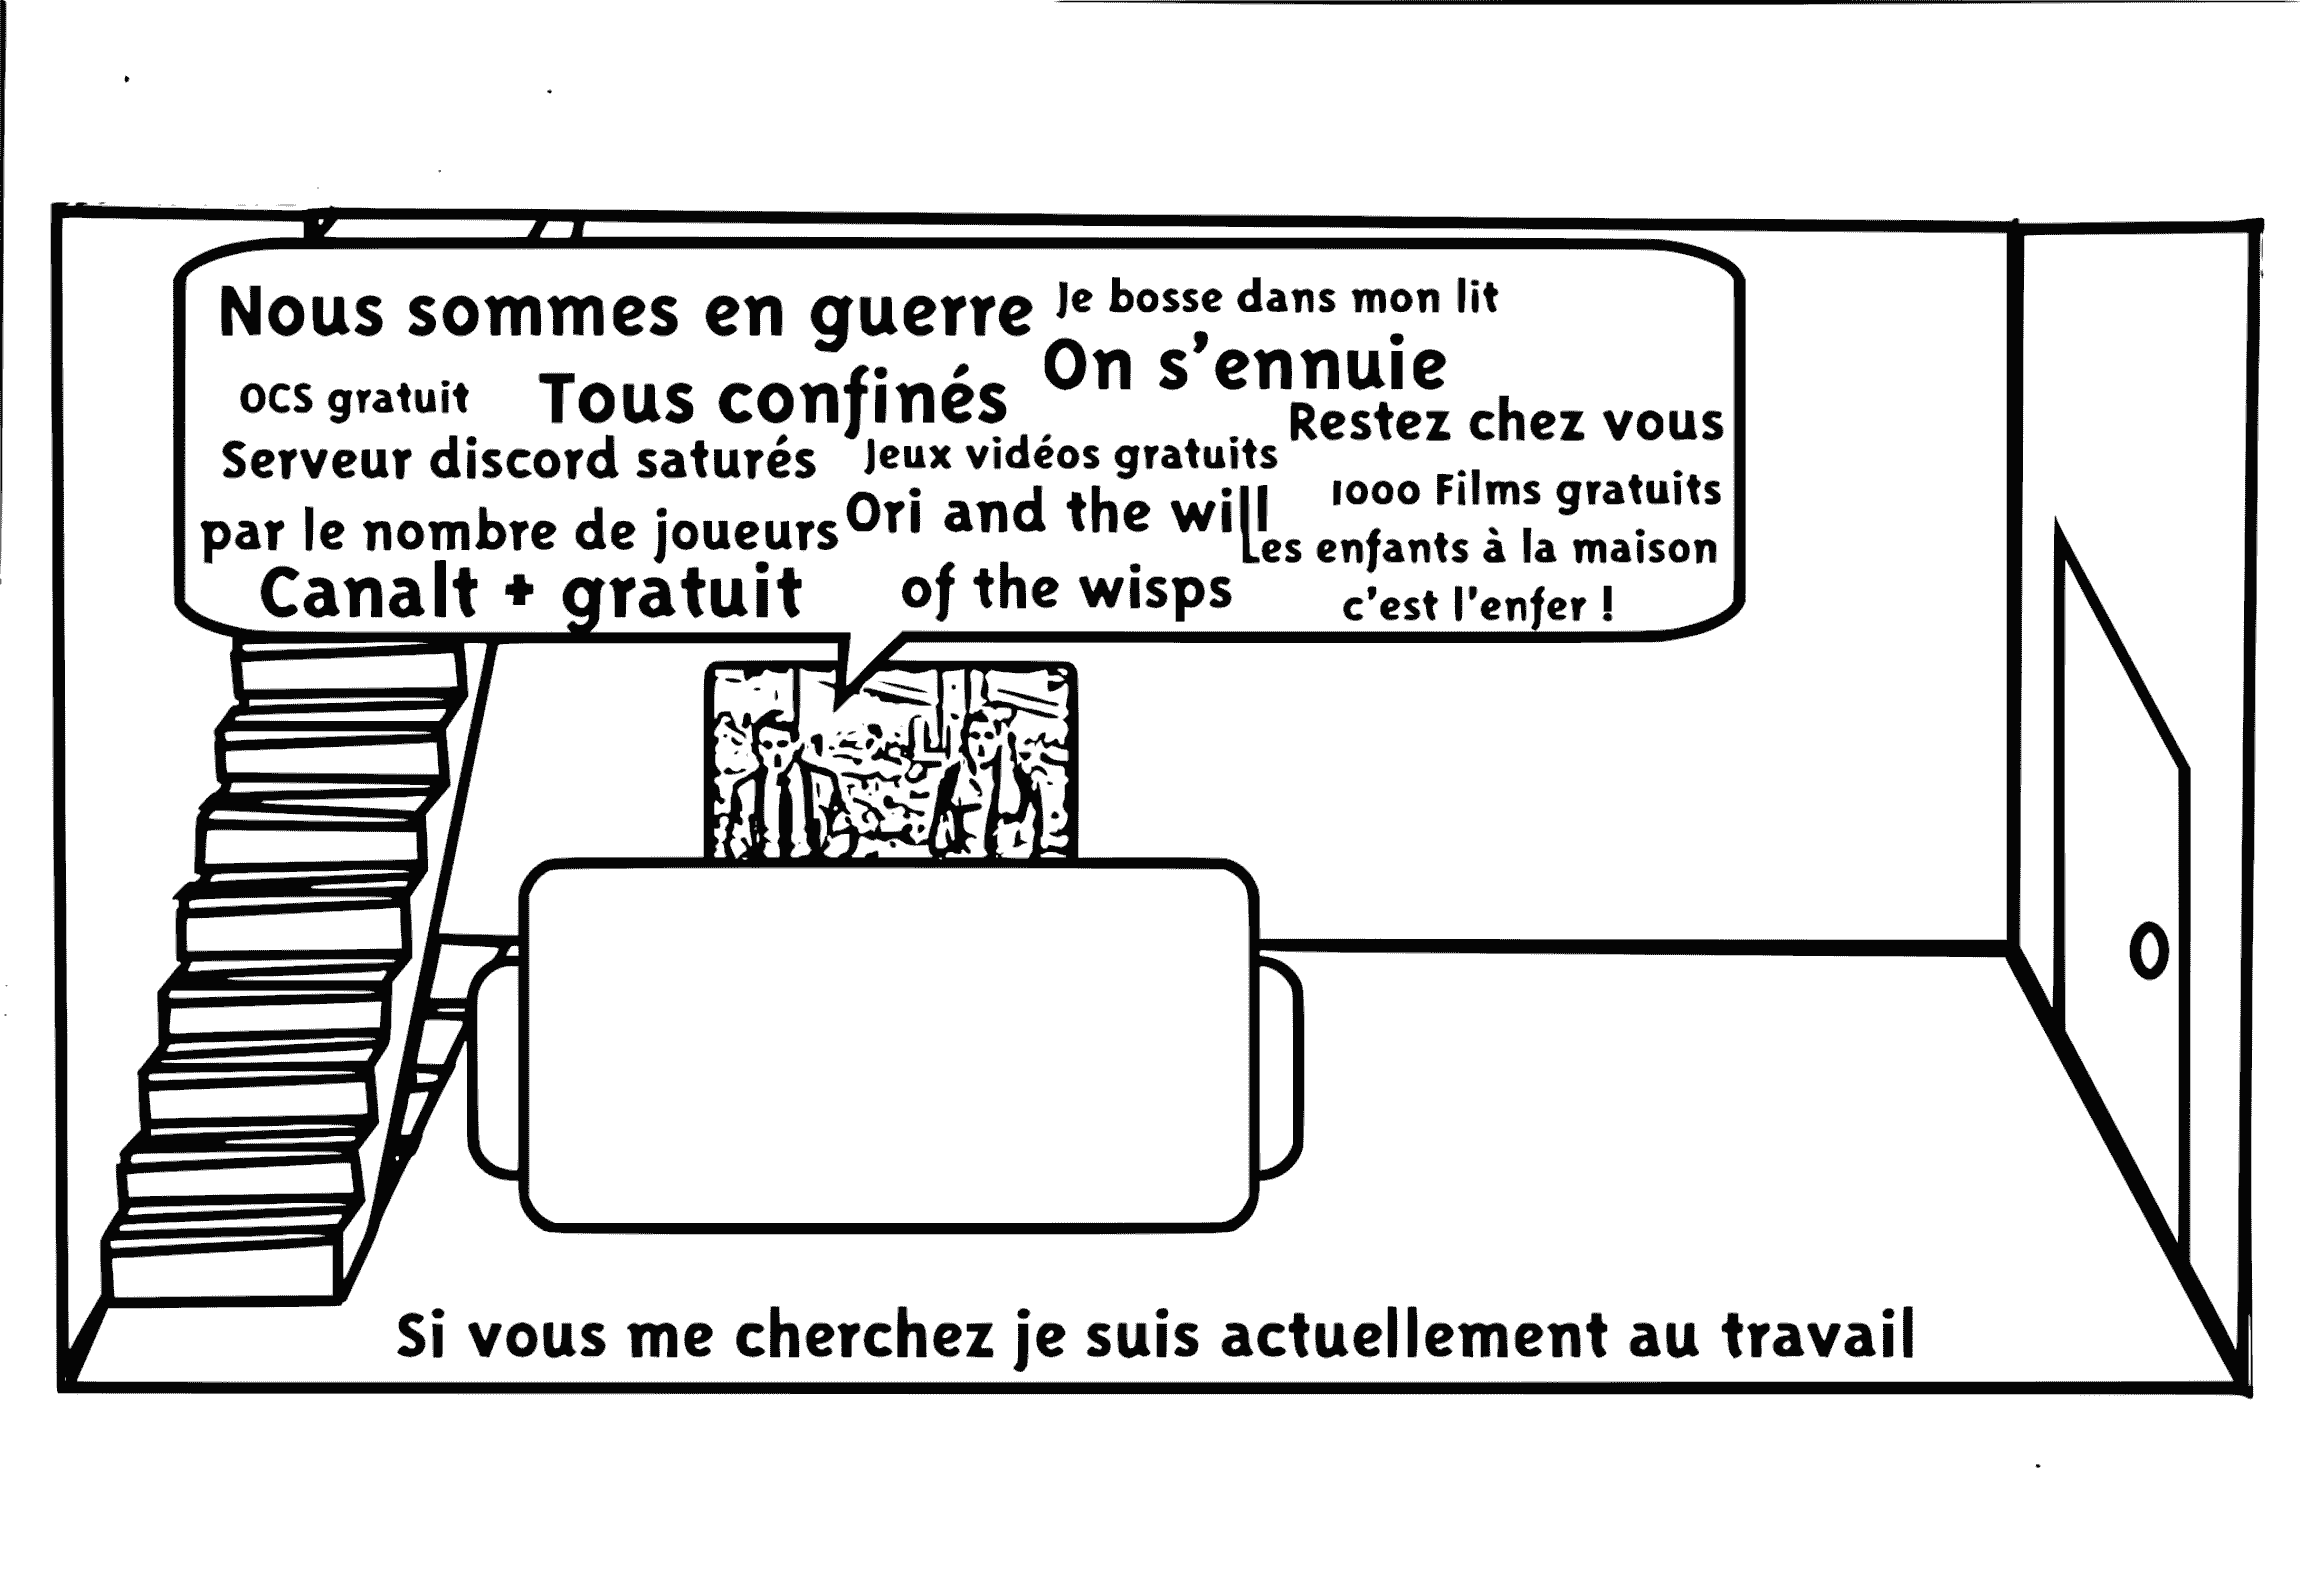 Nous sommes en guerre
Je bosse dans mon lit
On s'ennuie
OCS gratuit
Tous confinés
Restez chez vous
Serveur discord saturés
par le nombre de joueurs
Jeux vidéos gratuits
1000 Films gratuits
Ori and the will
of the wisps
Les enfants à la maison
c'est l'enfer !
Canalt + gratuit
Si vous me cherchez je suis actuellement au travail